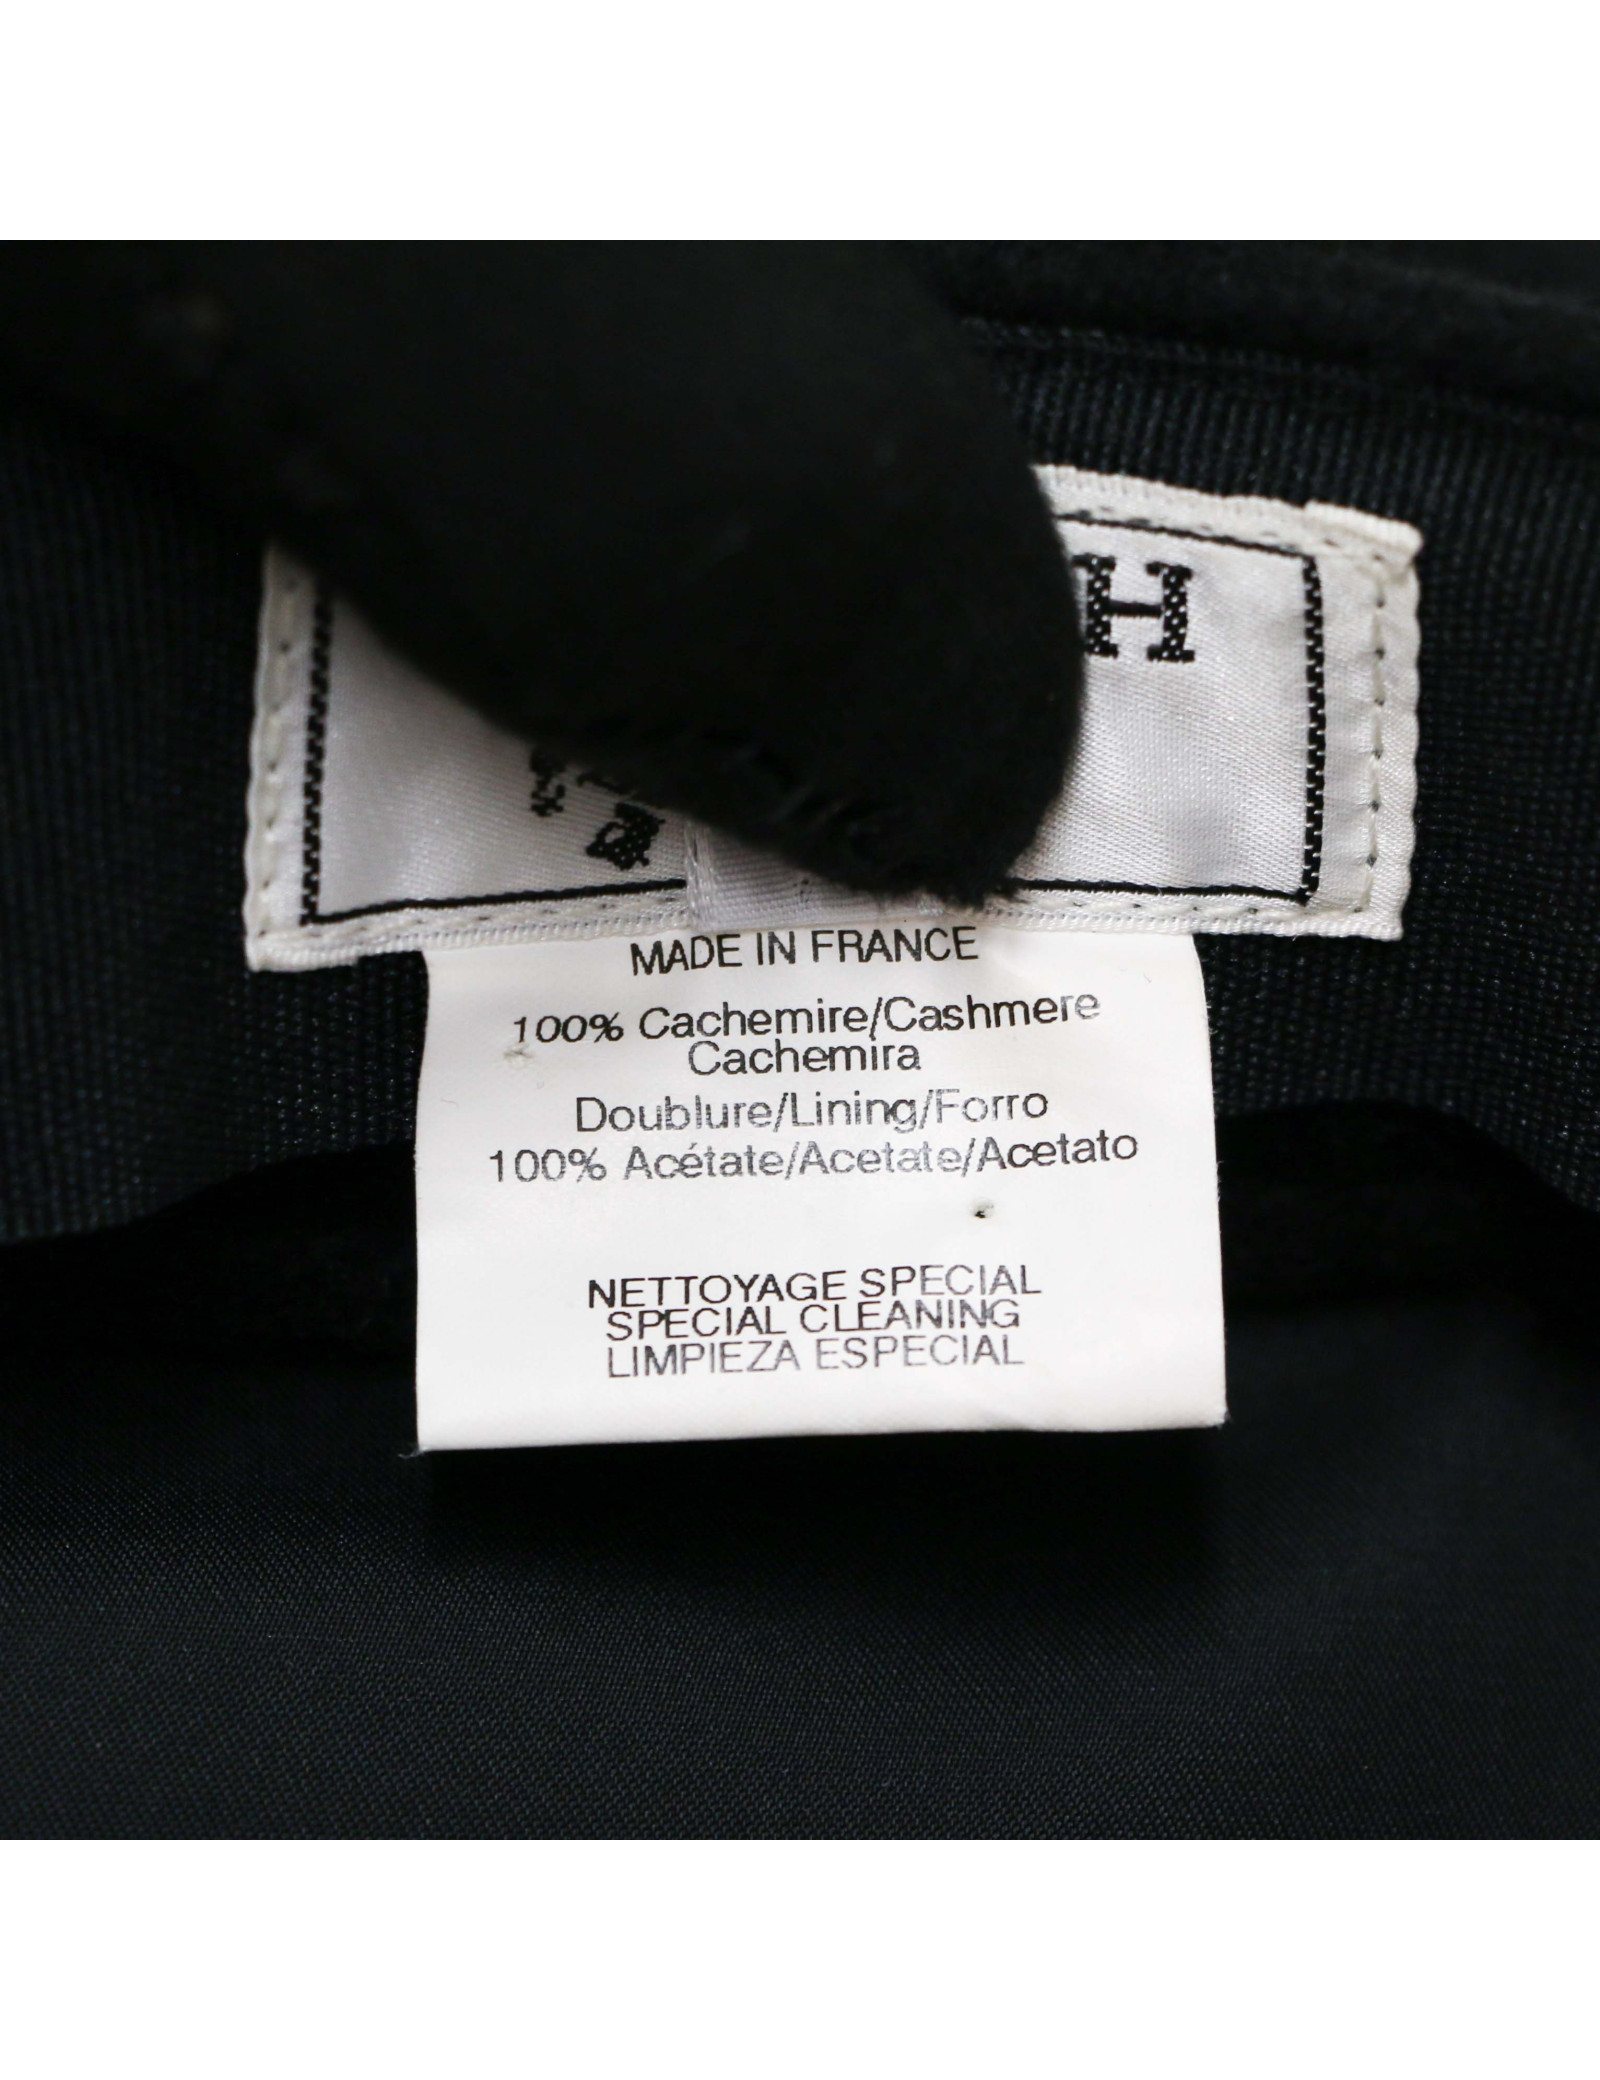 H
MADE IN FRANCE
100% Cachemire/Cashmere
Cachemira
Doublure/Lining/Forro
100% Acétate/Acetate/Acetato
NETTOYAGE SPECIAL
SPECIAL CLEANING
LIMPIEZA ESPECIAL